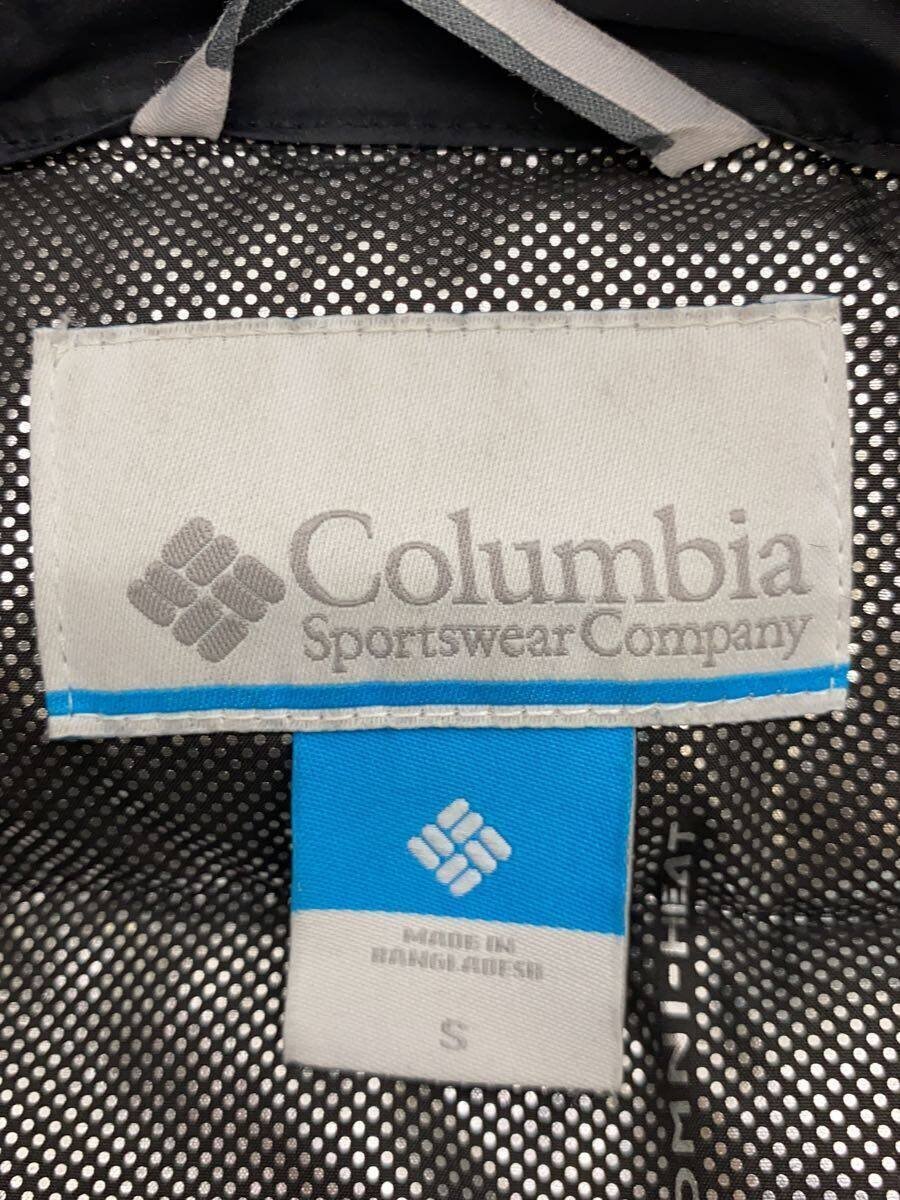 Columbia
Sportswear Company
MADE IN
BANGLADESH
S
OMNI-HEAT